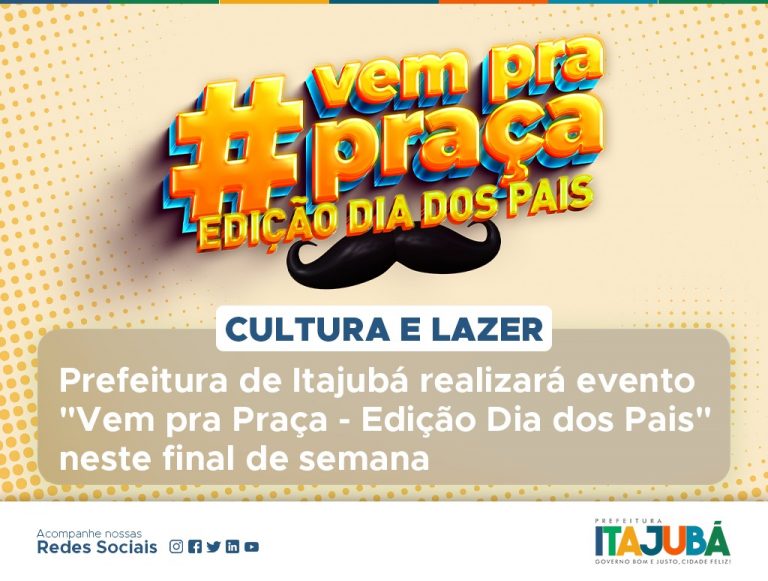 #vem pra
praça
EDIÇÃO DIA DOS PAIS
CULTURA E LAZER
Prefeitura de Itajubá realizará evento
"Vem pra Praça - Edição Dia dos Pais"
neste final de semana
Acompanhe nossas
Redes Sociais
PREFEITURA
ITAJUBÁ
GOVERNO BOM E JUSTO, CIDADE FELIZ!